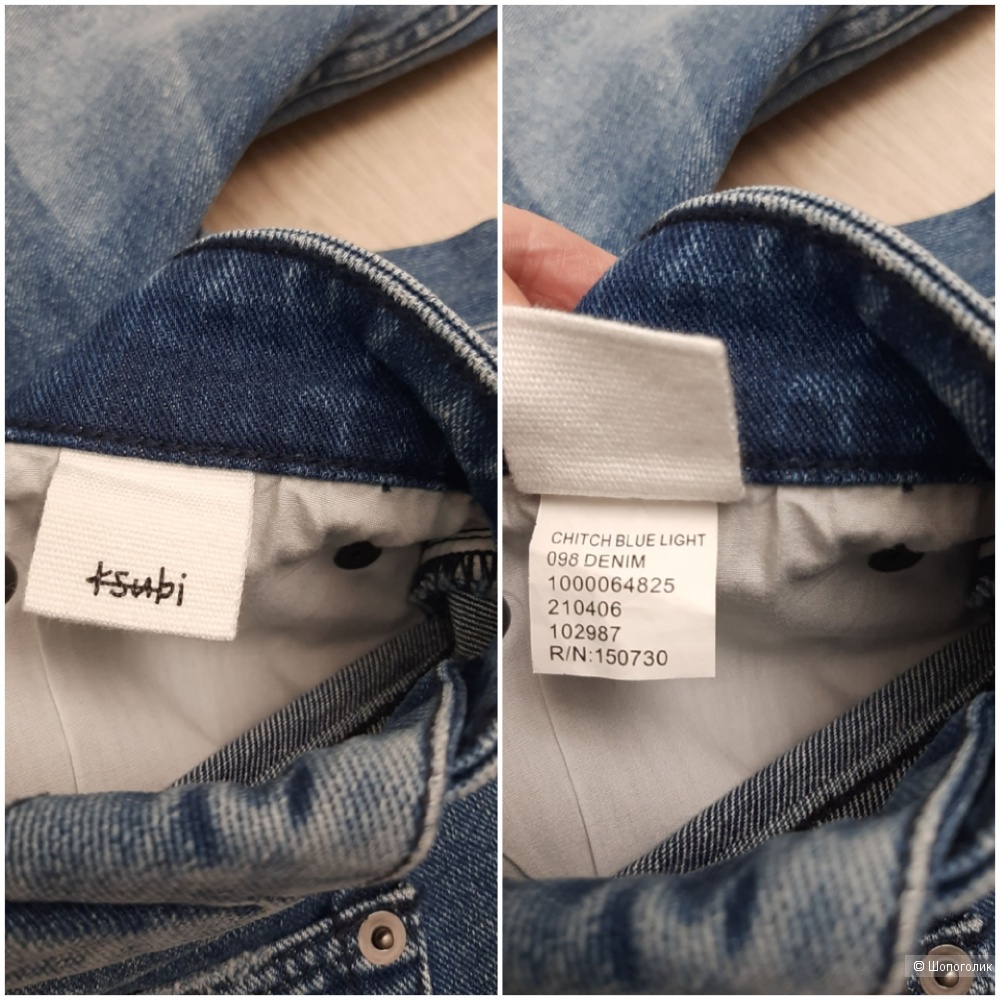 ksubi
CHITCH BLUE LIGHT
098 DENIM
1000064825
210406
102987
R/N:150730
© Шопоголик